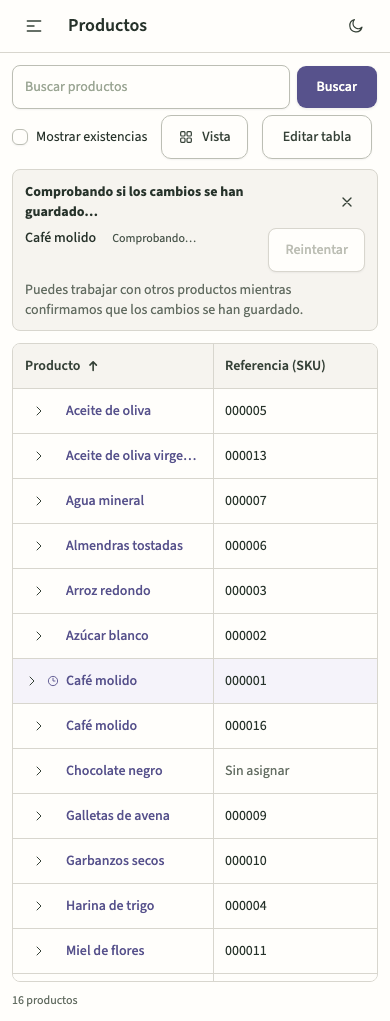 Productos
Buscar productos
Buscar
Mostrar existencias
Vista
Editar tabla
Comprobando si los cambios se han
guardado...
Café molido
Comprobando...
Reintentar
Puedes trabajar con otros productos mientras
confirmamos que los cambios se han guardado.
Producto ↑ Referencia (SKU)
Aceite de oliva 000005
Aceite de oliva virge... 000013
Agua mineral 000007
Almendras tostadas 000006
Arroz redondo 000003
Azúcar blanco 000002
Café molido 000001
Café molido 000016
Chocolate negro Sin asignar
Galletas de avena 000009
Garbanzos secos 000010
Harina de trigo 000004
Miel de flores 000011
16 productos